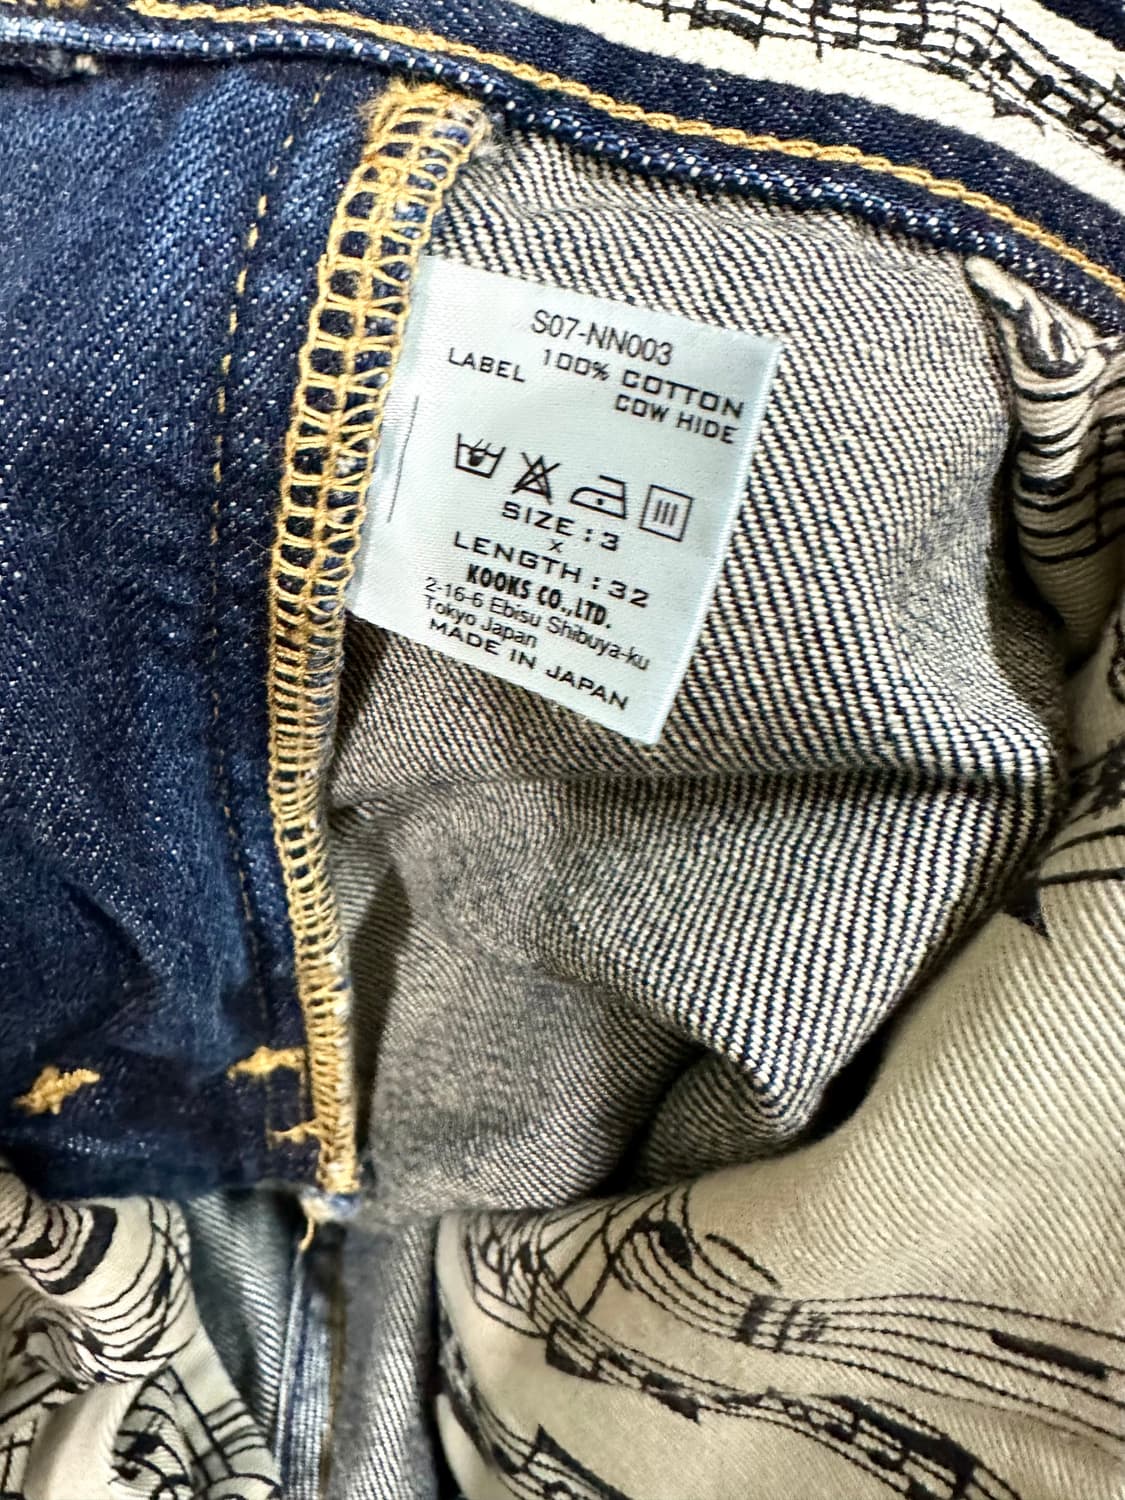 S07-NN003
100% COTTON
LABEL COW HIDE
SIZE : 3
x
LENGTH : 32
KOOKS CO.,LTD.
2-16-6 Ebisu Shibuya-ku
Tokyo Japan
MADE IN JAPAN